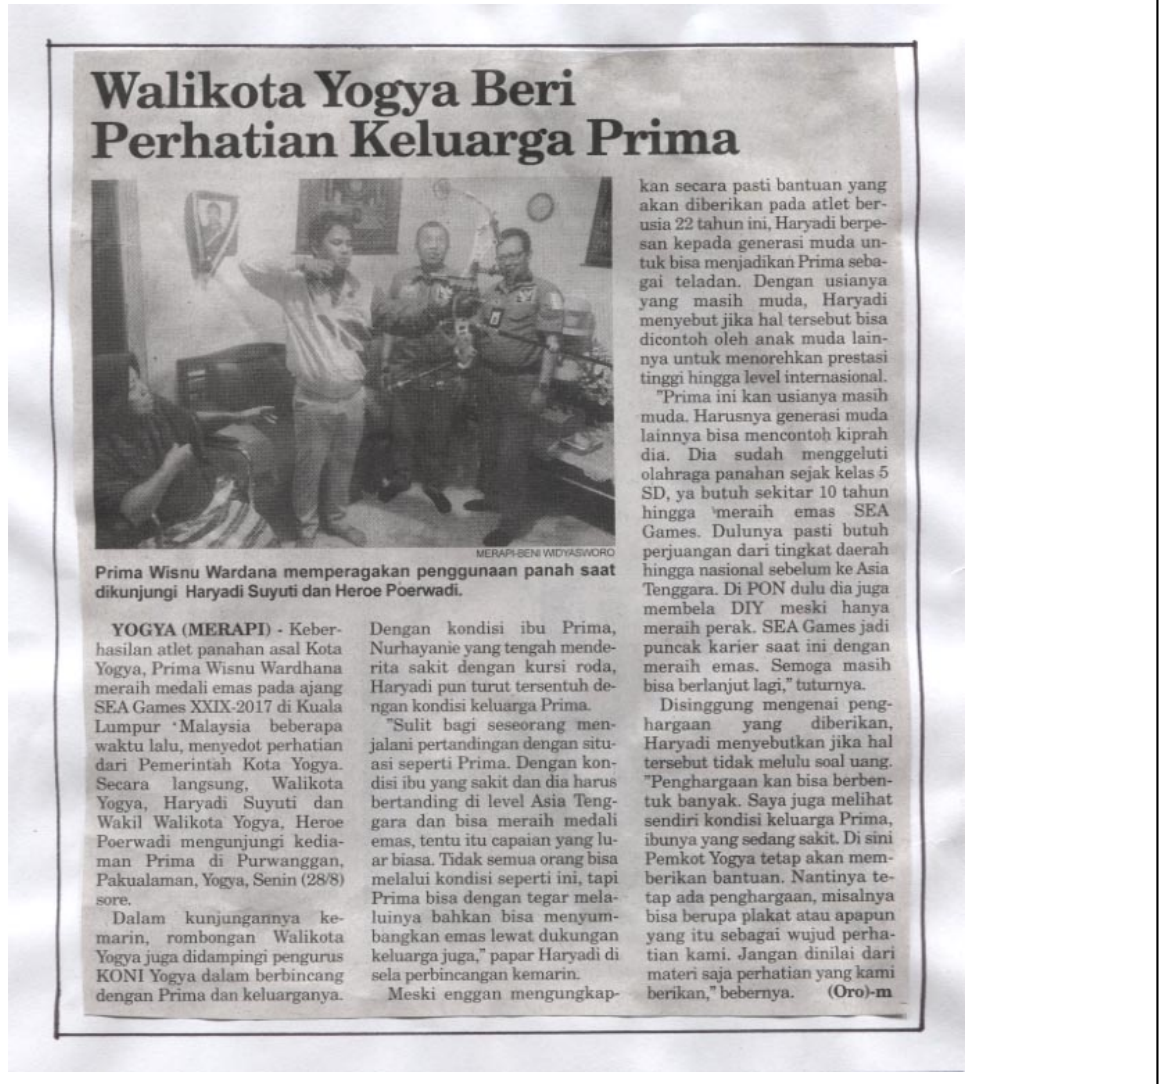 Walikota Yogya Beri
Perhatian Keluarga Prima
MERAPI-BENI WIDYASWORO
Prima Wisnu Wardana memperagakan penggunaan panah saat
dikunjungi Haryadi Suyuti dan Heroe Poerwadi.
YOGYA (MERAPI) - Keber-
hasilan atlet panahan asal Kota
Yogya, Prima Wisnu Wardhana
meraih medali emas pada ajang
SEA Games XXIX-2017 di Kuala
Lumpur Malaysia beberapa
waktu lalu, menyedot perhatian
dari Pemerintah Kota Yogya.
Secara langsung, Walikota
Yogya, Haryadi Suyuti dan
Wakil Walikota Yogya, Heroe
Poerwadi mengunjungi kedia-
man Prima di Purwanggan,
Pakualaman, Yogya, Senin (28/8)
sore.
Dalam kunjungannya ke-
marin, rombongan Walikota
Yogya juga didampingi pengurus
KONI Yogya dalam berbincang
dengan Prima dan keluarganya.
Dengan kondisi ibu Prima,
Nurhayanie yang tengah mende-
rita sakit dengan kursi roda,
Haryadi pun turut tersentuh de-
ngan kondisi keluarga Prima.
"Sulit bagi seseorang men-
jalani pertandingan dengan situ-
asi seperti Prima. Dengan kon-
disi ibu yang sakit dan dia harus
bertanding di level Asia Teng-
gara dan bisa meraih medali
emas, tentu itu capaian yang lu-
ar biasa. Tidak semua orang bisa
melalui kondisi seperti ini, tapi
Prima bisa dengan tegar mela-
luinya bahkan bisa menyum-
bangkan emas lewat dukungan
keluarga juga," papar Haryadi di
sela perbincangan kemarin.
Meski enggan mengungkap-
kan secara pasti bantuan yang
akan diberikan pada atlet ber-
usia 22 tahun ini, Haryadi berpe-
san kepada generasi muda un-
tuk bisa menjadikan Prima seba-
gai teladan. Dengan usianya
yang masih muda, Haryadi
menyebut jika hal tersebut bisa
dicontoh oleh anak muda lain-
nya untuk menorehkan prestasi
tinggi hingga level internasional.
"Prima ini kan usianya masih
muda. Harusnya generasi muda
lainnya bisa mencontoh kiprah
dia. Dia sudah menggeluti
olahraga panahan sejak kelas 5
SD, ya butuh sekitar 10 tahun
hingga meraih emas SEA
Games. Dulunya pasti butuh
perjuangan dari tingkat daerah
hingga nasional sebelum ke Asia
Tenggara. Di PON dulu dia juga
membela DIY meski hanya
meraih perak. SEA Games jadi
puncak karier saat ini dengan
meraih emas. Semoga masih
bisa berlanjut lagi," tuturnya.
Disinggung mengenai peng-
hargaan yang diberikan,
Haryadi menyebutkan jika hal
tersebut tidak melulu soal uang.
"Penghargaan kan bisa berben-
tuk banyak. Saya juga melihat
sendiri kondisi keluarga Prima,
ibunya yang sedang sakit. Di sini
Pemkot Yogya tetap akan mem-
berikan bantuan. Nantinya te-
tap ada penghargaan, misalnya
bisa berupa plakat atau apapun
yang itu sebagai wujud perha-
tian kami. Jangan dinilai dari
materi saja perhatian yang kami
berikan," bebernya. (Oro)-m